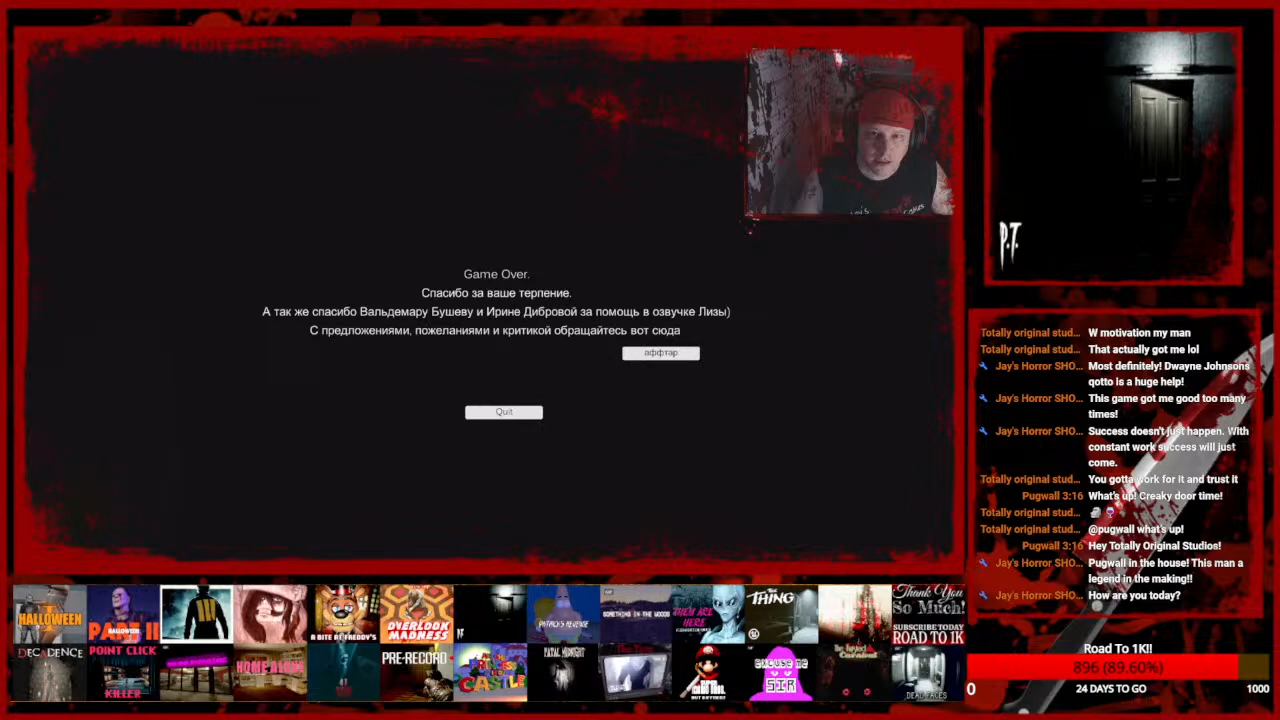 Game Over.
Спасибо за ваше терпение.
А так же спасибо Вальдемару Бушеву и Ирине Дибровой за помощь в озвучке Лизы)
С предложениями, пожеланиями и критикой обращайтесь вот сюда
аффтар
Quit
P.T.
Totally original stud... W motivation my man
Totally original stud... That actually got me lol
Jay's Horror SHO... Most definitely! Dwayne Johnsons
qotto is a huge help!
Jay's Horror SHO... This game got me good too many
times!
Jay's Horror SHO... Success doesn't just happen. With
constant work success will just
come.
Totally original stud... You gotta work for it and trust it
Pugwall 3:16 What's up! Creaky door time!
Totally original stud...
Totally original stud... @pugwall what's up!
Pugwall 3:16 Hey Totally Original Studios!
Jay's Horror SHO... Pugwall in the house! This man a
legend in the making!!
Jay's Horror SHO... How are you today?
Road To 1K!!
896 (89.60%)
0 24 DAYS TO GO 1000
HALLOWEEN
HALLOWEEN
PART II
A BITE AT FREDDY'S
OVERLOOK
MADNESS
PATRICK'S REVENGE
SOMETHING IN THE WOODS
THEY ARE
HERE
THE THING
Thank You
So Much!
SUBSCRIBE TODAY
ROAD TO 1K
DECADENCE
POINT CLICK
KILLER
HOME ALONE
PRE-RECORD
PRINCESS
CASTLE
FATAL MIDNIGHT
EXCUSE ME
SIR
Carnival
DEAD FACES